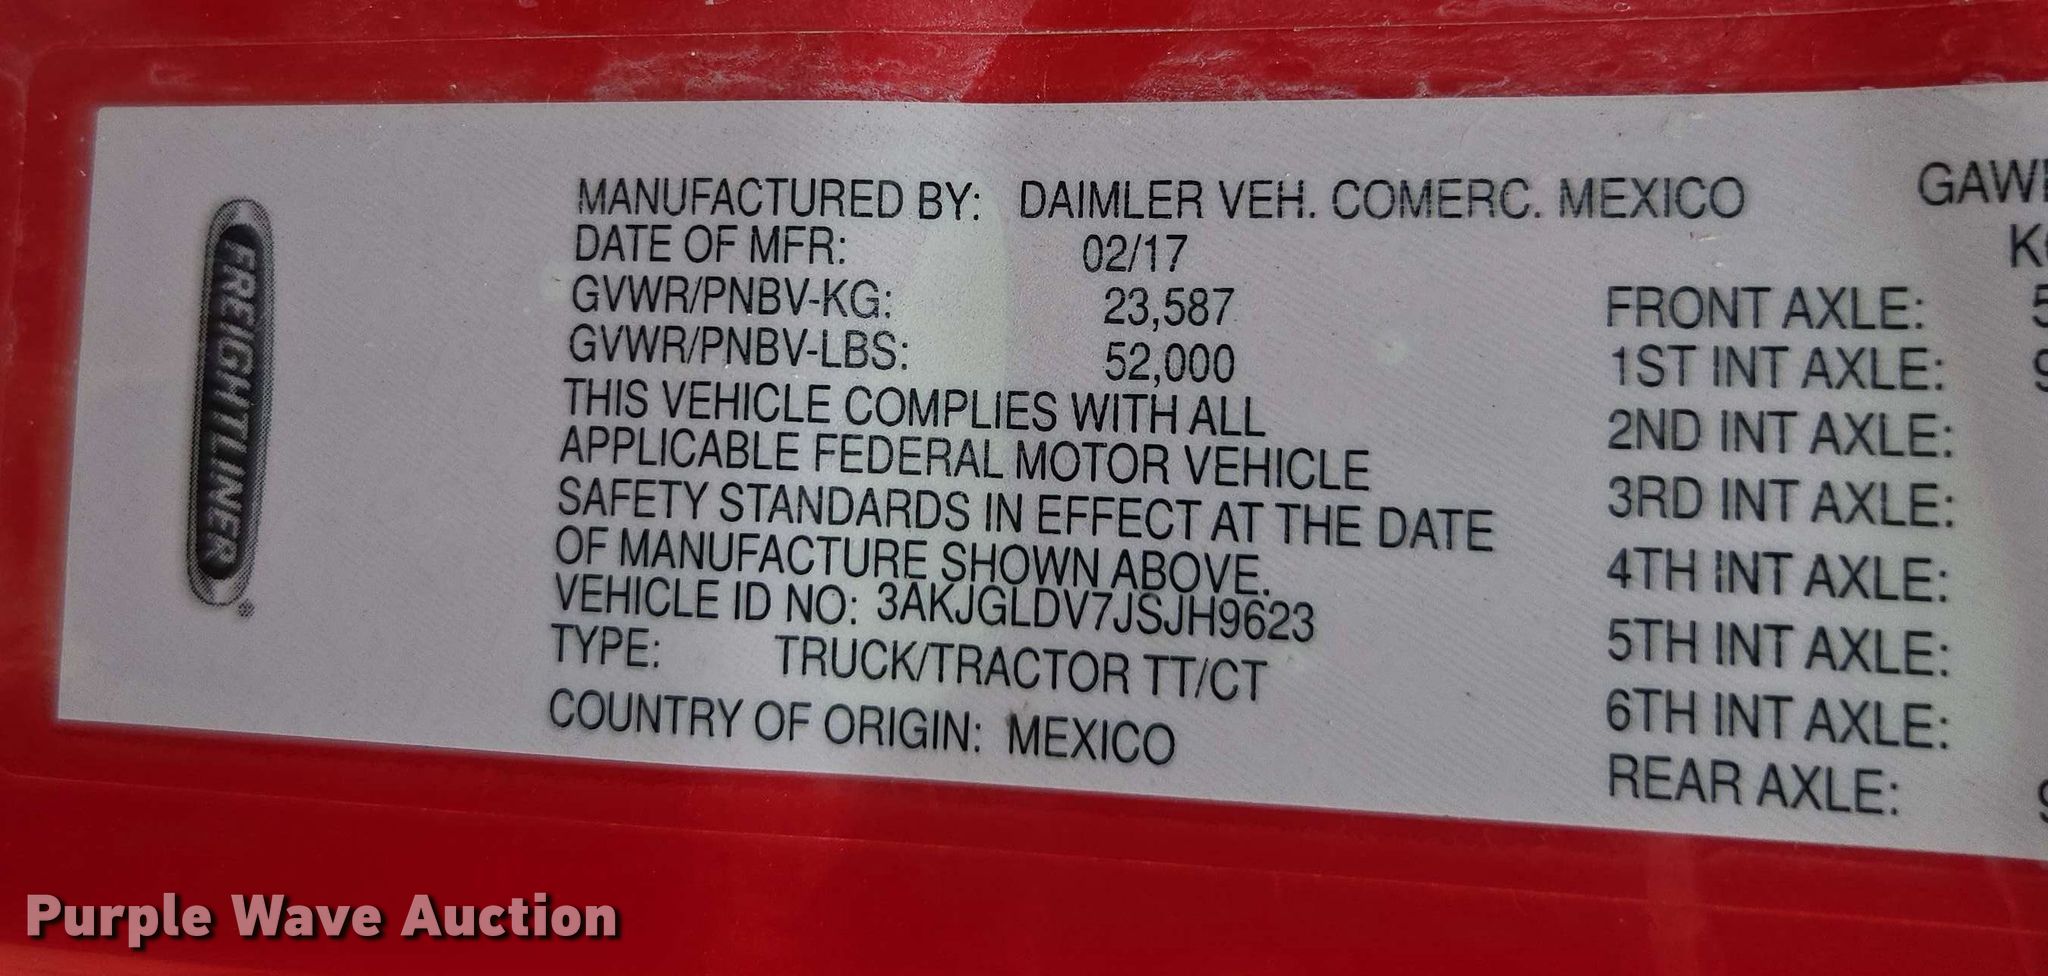 FREIGHTLINER
MANUFACTURED BY: DAIMLER VEH. COMERC. MEXICO
DATE OF MFR: 02/17
GVWR/PNBV-KG: 23,587
GVWR/PNBV-LBS: 52,000
THIS VEHICLE COMPLIES WITH ALL
APPLICABLE FEDERAL MOTOR VEHICLE
SAFETY STANDARDS IN EFFECT AT THE DATE
OF MANUFACTURE SHOWN ABOVE.
VEHICLE ID NO: 3AKJGLDV7JSJH9623
TYPE: TRUCK/TRACTOR TT/CT
COUNTRY OF ORIGIN: MEXICO
FRONT AXLE:
1ST INT AXLE:
2ND INT AXLE:
3RD INT AXLE:
4TH INT AXLE:
5TH INT AXLE:
6TH INT AXLE:
REAR AXLE:
Purple Wave Auction